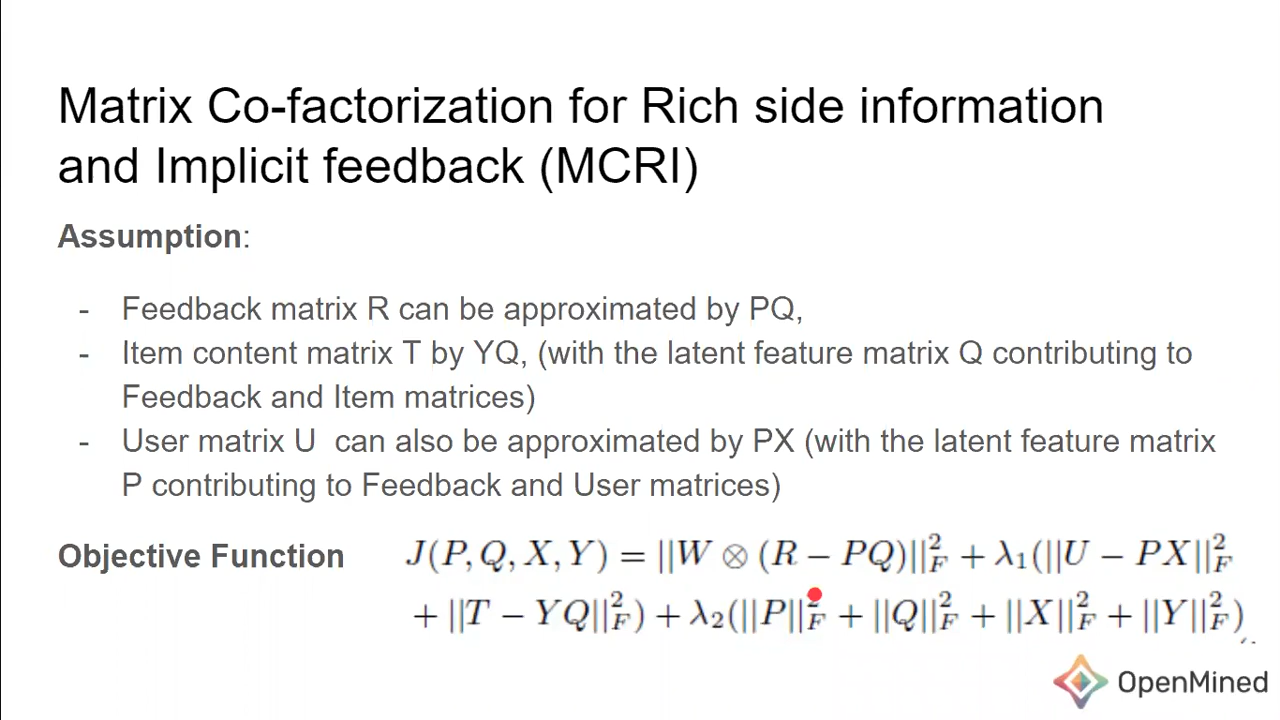 Matrix Co-factorization for Rich side information
and Implicit feedback (MCRI)
Assumption:
- Feedback matrix R can be approximated by PQ,
- Item content matrix T by YQ, (with the latent feature matrix Q contributing to
Feedback and Item matrices)
- User matrix U can also be approximated by PX (with the latent feature matrix
P contributing to Feedback and User matrices)
Objective Function J(P, Q, X, Y) = ||W ⊗ (R − PQ)||²_F + λ₁(||U − PX||²_F
+ ||T − YQ||²_F) + λ₂(||P||²_F + ||Q||²_F + ||X||²_F + ||Y||²_F)
OpenMined